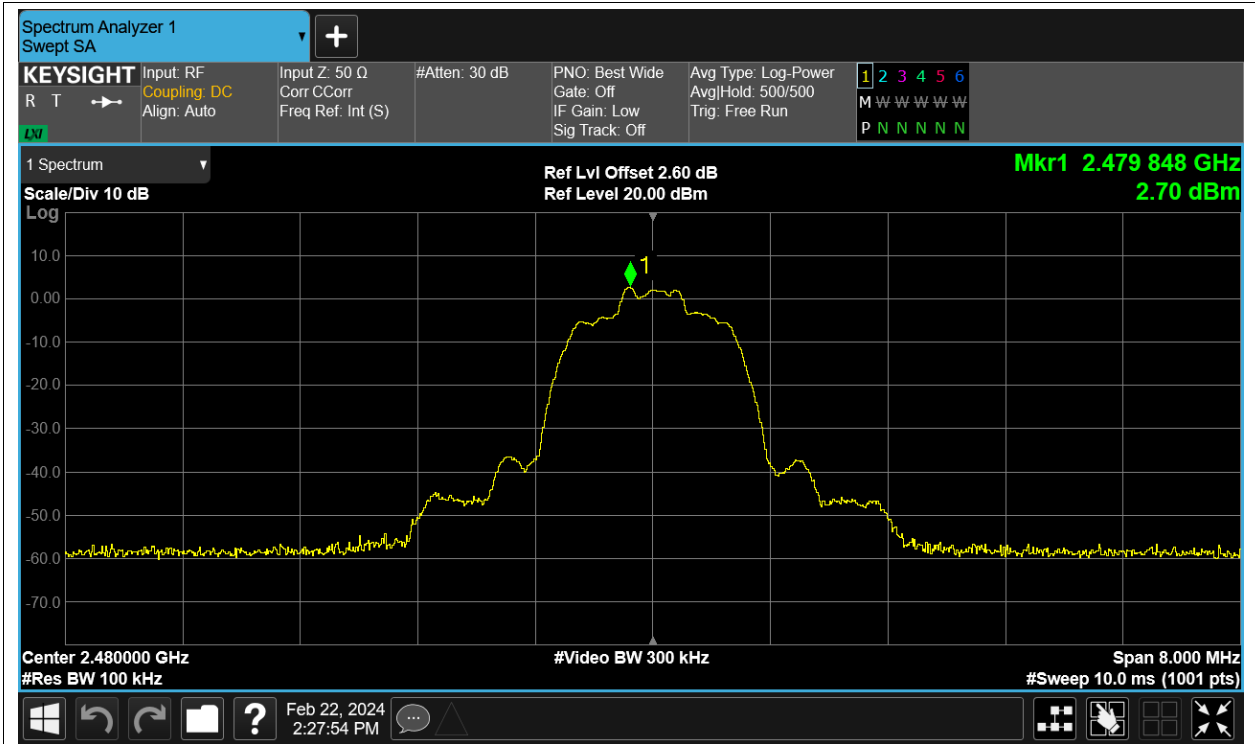 Spectrum Analyzer 1
Swept SA
KEYSIGHT
R T
LXI
Input: RF
Coupling: DC
Align: Auto
Input Z: 50 Ω
Corr CCorr
Freq Ref: Int (S)
#Atten: 30 dB
PNO: Best Wide
Gate: Off
IF Gain: Low
Sig Track: Off
Avg Type: Log-Power
Avg|Hold: 500/500
Trig: Free Run
1 2 3 4 5 6
M W W W W W
P N N N N N
1 Spectrum
Scale/Div 10 dB
Log
Ref Lvl Offset 2.60 dB
Ref Level 20.00 dBm
Mkr1 2.479 848 GHz
2.70 dBm
1
10.0
0.00
-10.0
-20.0
-30.0
-40.0
-50.0
-60.0
-70.0
Center 2.480000 GHz
#Res BW 100 kHz
#Video BW 300 kHz
Span 8.000 MHz
#Sweep 10.0 ms (1001 pts)
?
Feb 22, 2024
2:27:54 PM